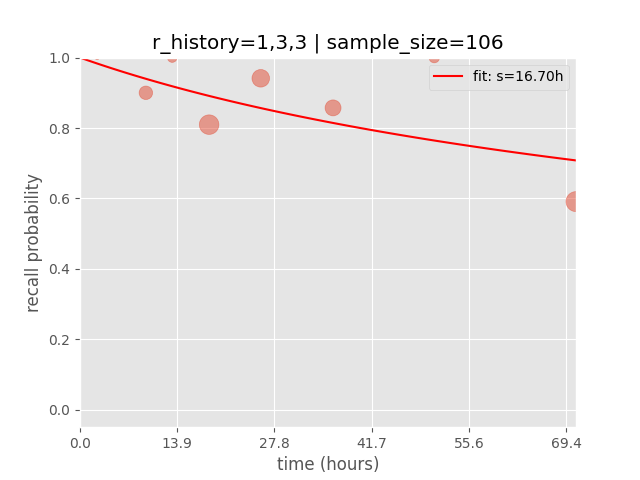 r_history=1,3,3 | sample_size=106
fit: s=16.70h
recall probability
1.0
0.8
0.6
0.4
0.2
0.0
0.0 13.9 27.8 41.7 55.6 69.4
time (hours)